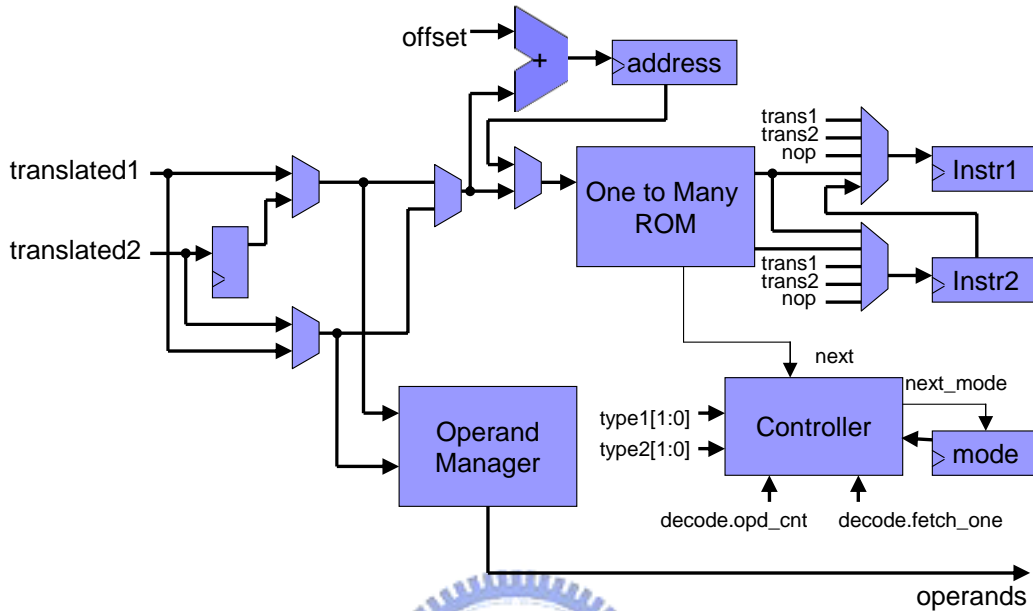 offset
+
address
translated1
translated2
One to Many
ROM
trans1
trans2
nop
Instr1
trans1
trans2
nop
Instr2
next
next_mode
type1[1:0]
type2[1:0]
Controller
mode
Operand
Manager
decode.opd_cnt
decode.fetch_one
operands